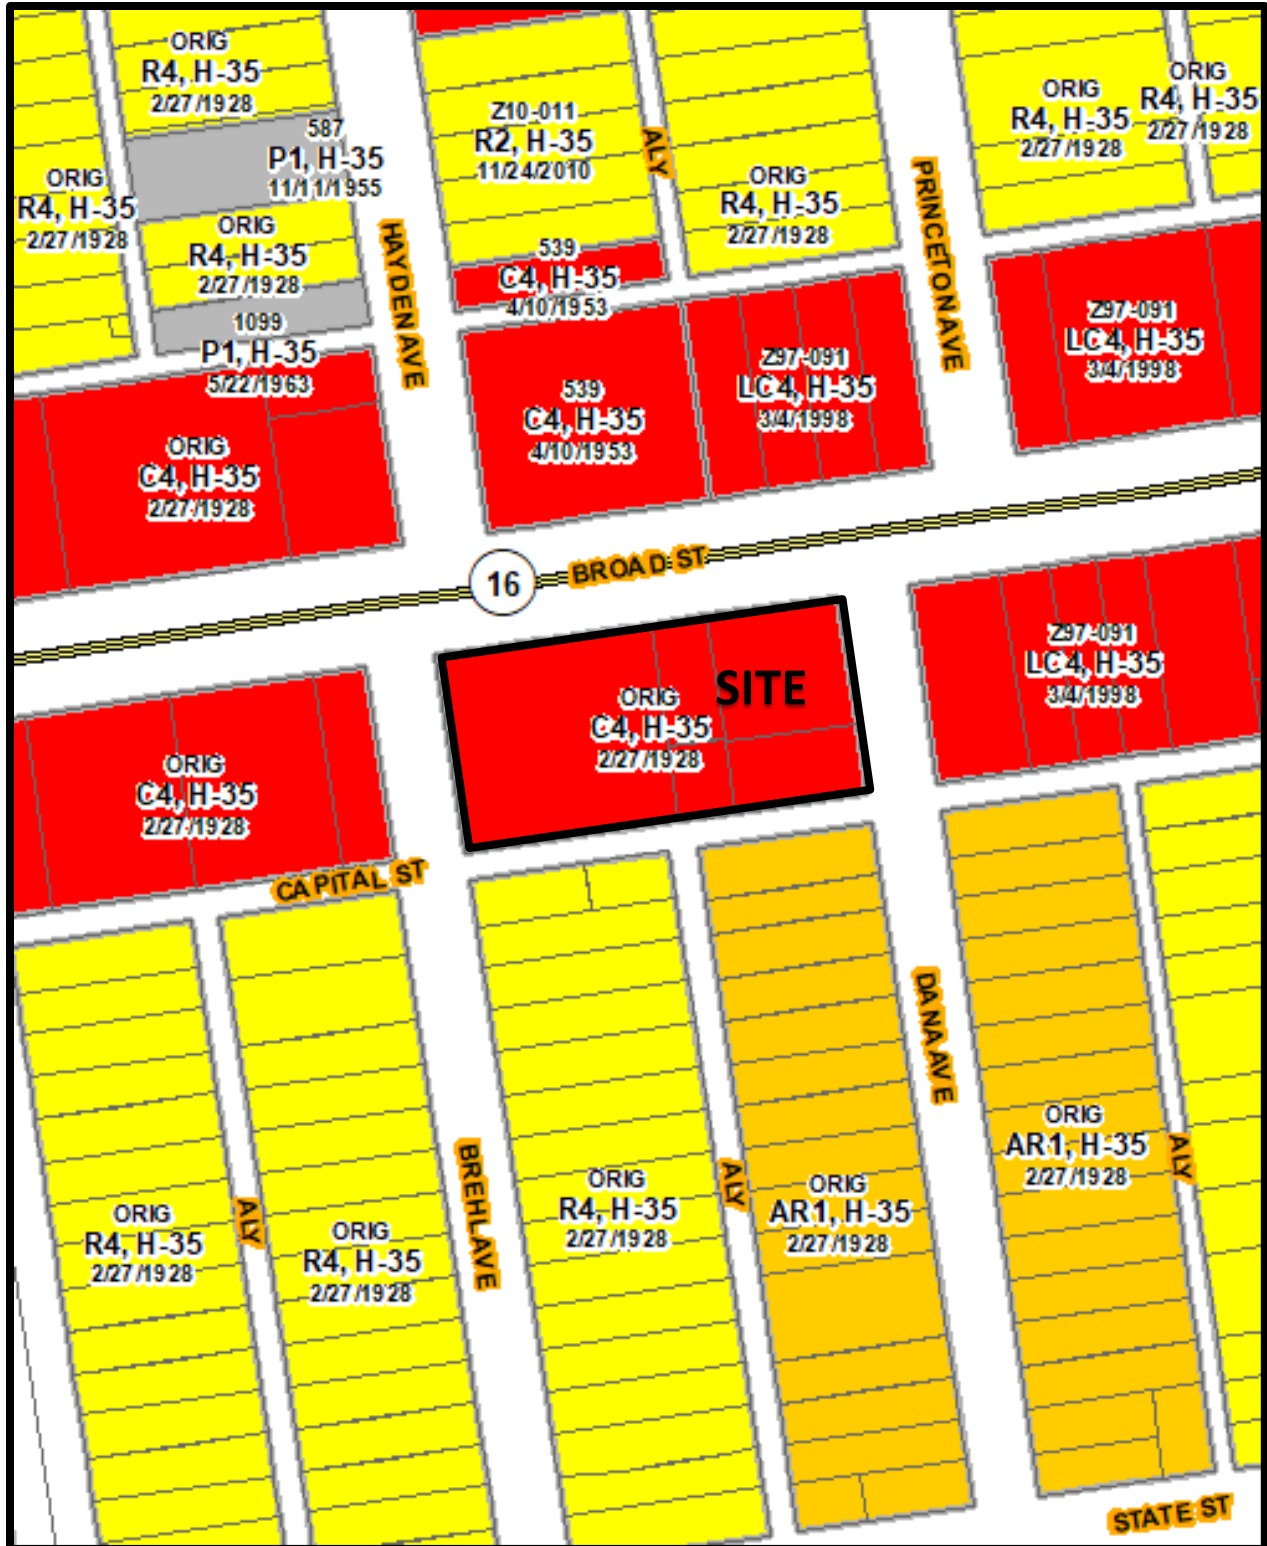 ORIG
R4, H-35
2/27/1928
587
P1, H-35
11/11/1955
ORIG
R4, H-35
2/27/1928
ORIG
R4, H-35
2/27/1928
1099
P1, H-35
5/22/1963
ORIG
C4, H-35
2/27/1928
HAYDEN AVE
Z10-011
R2, H-35
11/24/2010
539
C4, H-35
4/10/1953
539
C4, H-35
4/10/1953
ALY
ORIG
R4, H-35
2/27/1928
Z97-091
LC4, H-35
3/4/1998
PRINCETON AVE
ORIG
R4, H-35
2/27/1928
ORIG
R4, H-35
2/27/1928
Z97-091
LC4, H-35
3/4/1998
16
BROAD ST
ORIG
C4, H-35
2/27/1928
SITE
Z97-091
LC4, H-35
3/4/1998
ORIG
C4, H-35
2/27/1928
CAPITAL ST
ORIG
R4, H-35
2/27/1928
ALY
ORIG
R4, H-35
2/27/1928
BREHL AVE
ORIG
R4, H-35
2/27/1928
ALY
ORIG
AR1, H-35
2/27/1928
DANA AVE
ORIG
AR1, H-35
2/27/1928
ALY
STATE ST